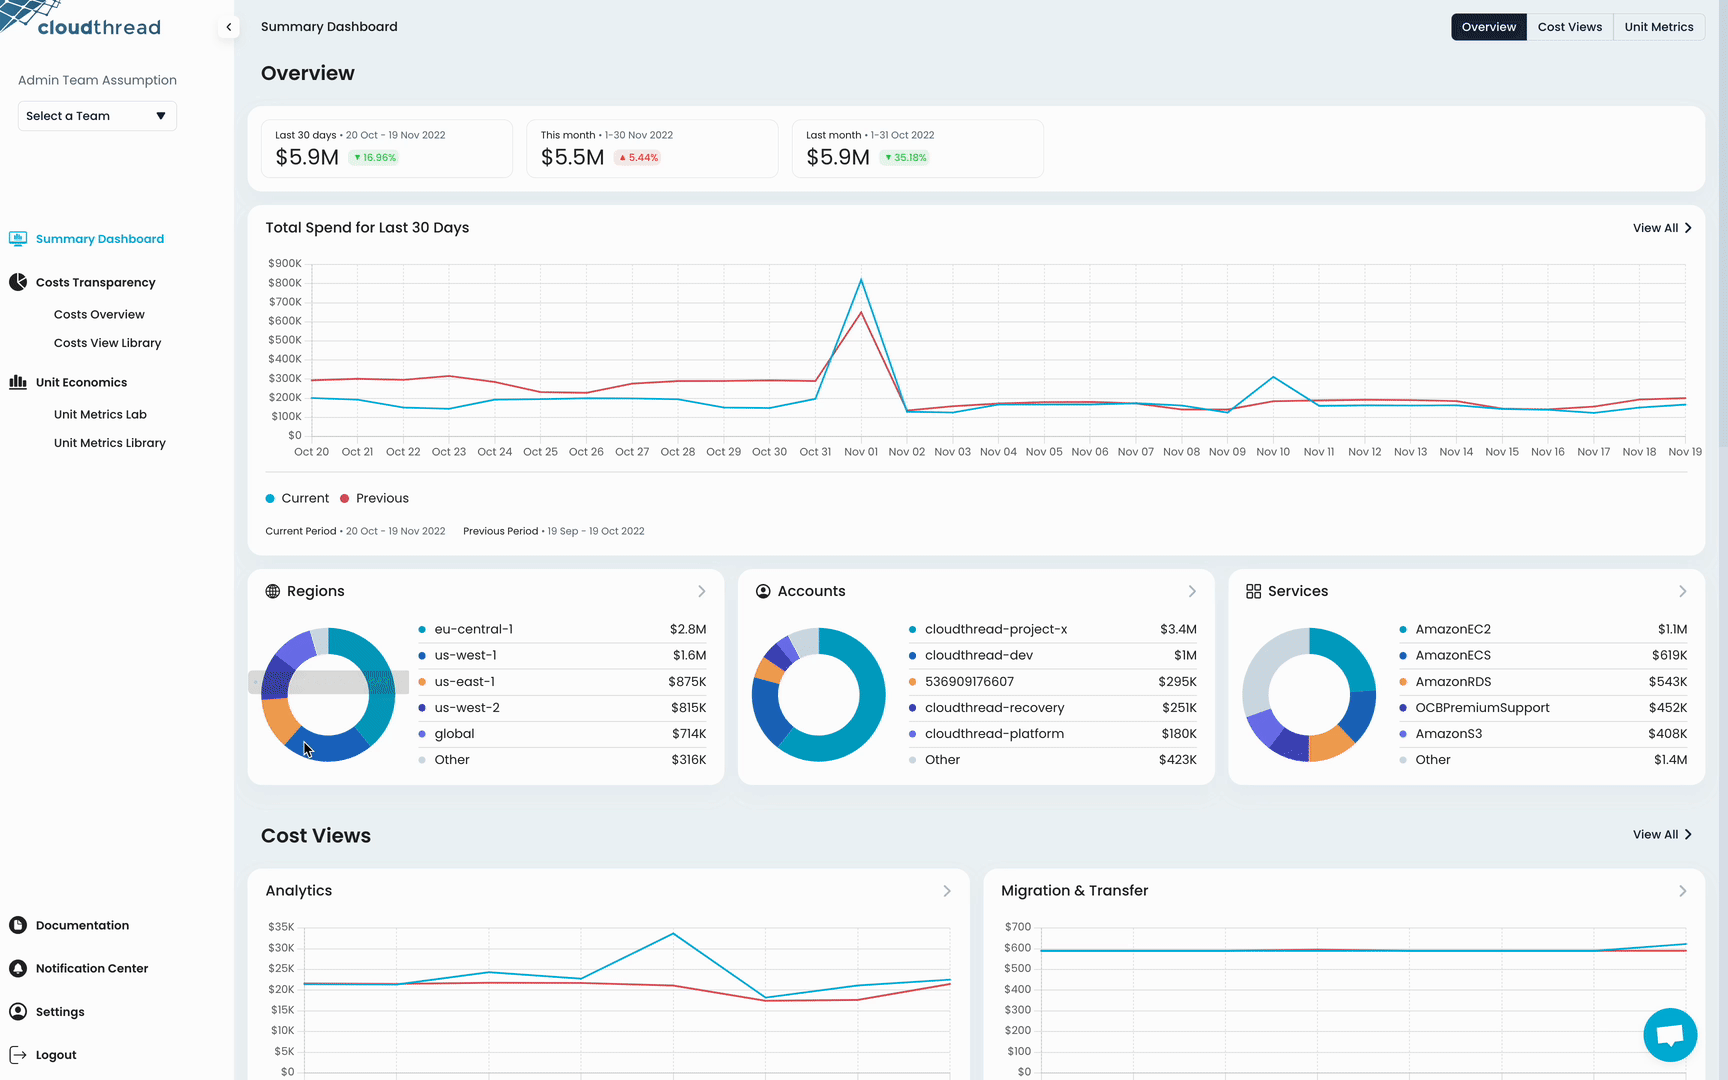 cloudthread
Summary Dashboard
Overview
Cost Views
Unit Metrics
Admin Team Assumption
Select a Team
Summary Dashboard
Costs Transparency
Costs Overview
Costs View Library
Unit Economics
Unit Metrics Lab
Unit Metrics Library
Documentation
Notification Center
Settings
Logout
Overview
Last 30 days • 20 Oct - 19 Nov 2022
$5.9M ▼ 16.96%
This month • 1-30 Nov 2022
$5.5M ▲ 5.44%
Last month • 1-31 Oct 2022
$5.9M ▼ 35.18%
Total Spend for Last 30 Days
View All
$900K
$800K
$700K
$600K
$500K
$400K
$300K
$200K
$100K
$0
Oct 20 Oct 21 Oct 22 Oct 23 Oct 24 Oct 25 Oct 26 Oct 27 Oct 28 Oct 29 Oct 30 Oct 31 Nov 01 Nov 02 Nov 03 Nov 04 Nov 05 Nov 06 Nov 07 Nov 08 Nov 09 Nov 10 Nov 11 Nov 12 Nov 13 Nov 14 Nov 15 Nov 16 Nov 17 Nov 18 Nov 19
Current Previous
Current Period • 20 Oct - 19 Nov 2022 Previous Period • 19 Sep - 19 Oct 2022
Regions
eu-central-1 $2.8M
us-west-1 $1.6M
us-east-1 $875K
us-west-2 $815K
global $714K
Other $316K
Accounts
cloudthread-project-x $3.4M
cloudthread-dev $1M
536909176607 $295K
cloudthread-recovery $251K
cloudthread-platform $180K
Other $423K
Services
AmazonEC2 $1.1M
AmazonECS $619K
AmazonRDS $543K
OCBPremiumSupport $452K
AmazonS3 $408K
Other $1.4M
Cost Views
View All
Analytics
$35K
$30K
$25K
$20K
$15K
$10K
$5K
$0
Migration & Transfer
$700
$600
$500
$400
$300
$200
$100
$0